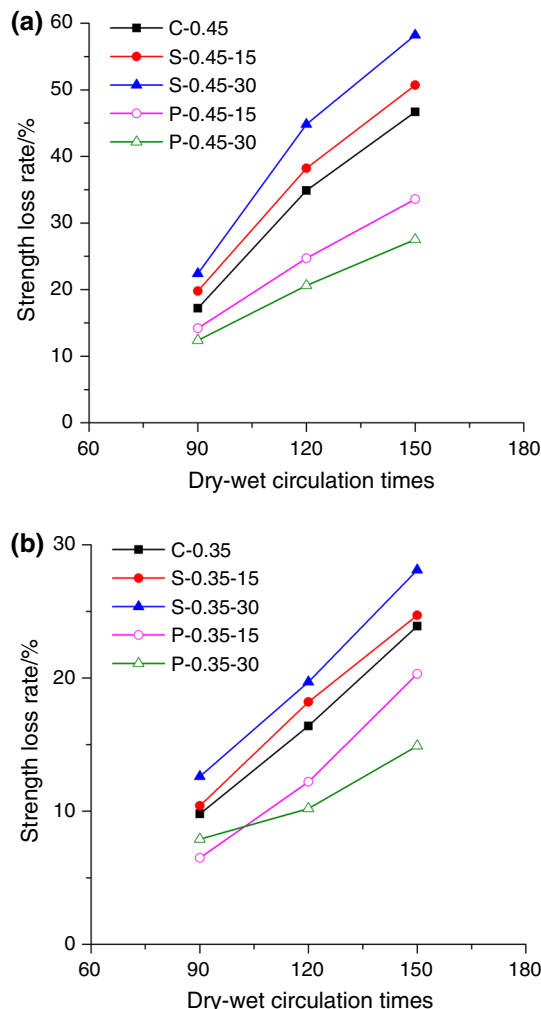 (a)
C-0.45
S-0.45-15
S-0.45-30
P-0.45-15
P-0.45-30
Strength loss rate/%
60
50
40
30
20
10
0
60 90 120 150 180
Dry-wet circulation times
(b)
C-0.35
S-0.35-15
S-0.35-30
P-0.35-15
P-0.35-30
Strength loss rate/%
30
20
10
0
60 90 120 150 180
Dry-wet circulation times